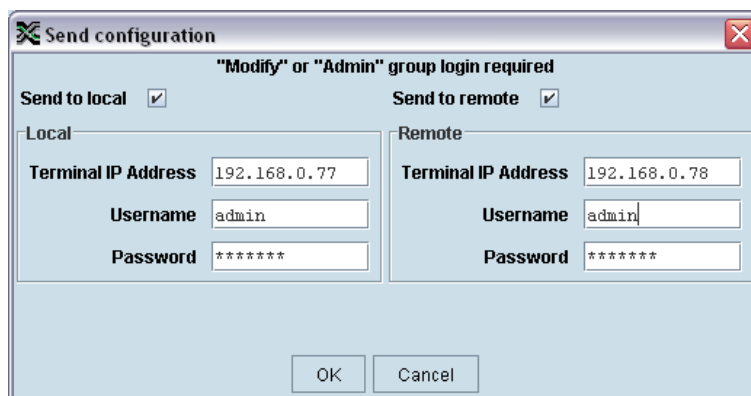 Send configuration
"Modify" or "Admin" group login required
Send to local Send to remote
Local Remote
Terminal IP Address 192.168.0.77 Terminal IP Address 192.168.0.78
Username admin Username admin
Password ******* Password *******
OK Cancel